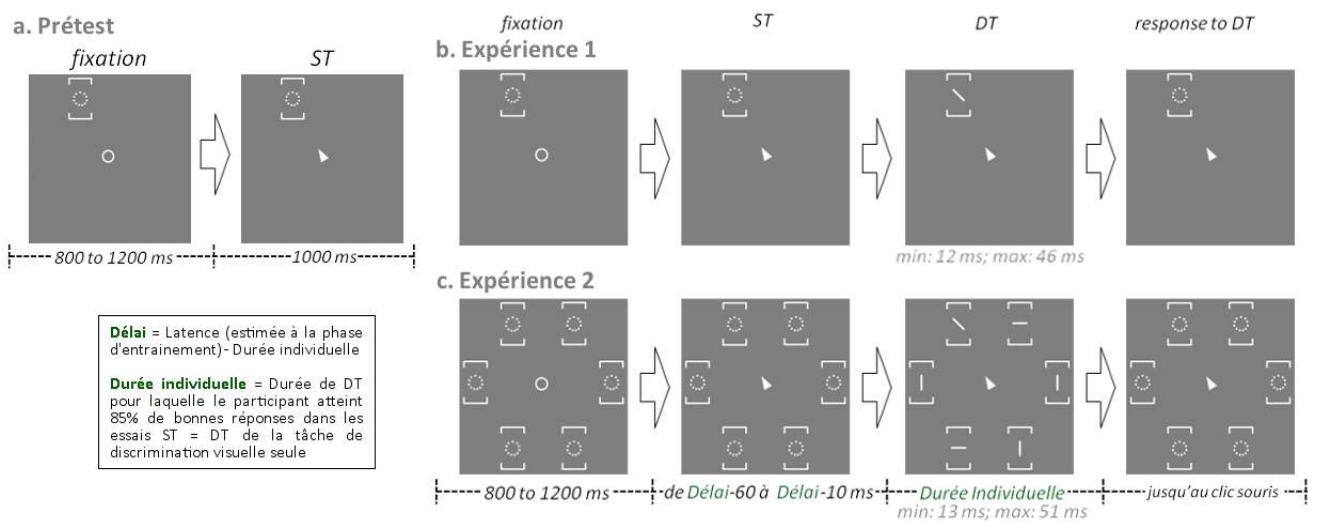 a. Prétest
fixation
ST
800 to 1200 ms
1000 ms
Délai = Latence (estimée à la phase
d'entrainement)- Durée individuelle
Durée individuelle = Durée de DT
pour laquelle le participant atteint
85% de bonnes réponses dans les
essais ST = DT de la tâche de
discrimination visuelle seule
fixation
ST
DT
response to DT
b. Expérience 1
min: 12 ms; max: 46 ms
c. Expérience 2
800 to 1200 ms
de Délai-60 à Délai-10 ms
Durée Individuelle
jusqu'au clic souris
min: 13 ms; max: 51 ms